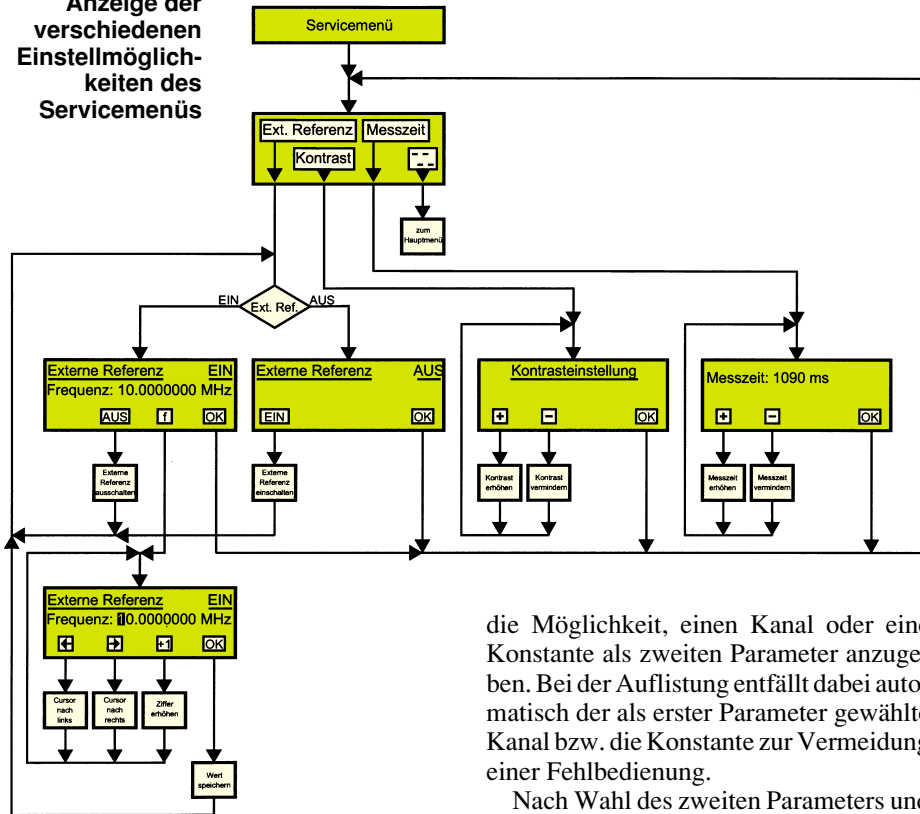 Anzeige der
verschiedenen
Einstellmöglich-
keiten des
Servicemenüs
Servicemenü
Ext. Referenz
Messzeit
Kontrast
zum
Hauptmenü
EIN
Ext. Ref.
AUS
Externe Referenz EIN
Frequenz: 10.0000000 MHz
AUS f OK
Externe Referenz AUS
EIN OK
Kontrasteinstellung
+ − OK
Messzeit: 1090 ms
+ − OK
Externe
Referenz
ausschalten
Externe
Referenz
einschalten
Kontrast
erhöhen
Kontrast
vermindern
Messzeit
erhöhen
Messzeit
vermindern
Externe Referenz EIN
Frequenz: 10.0000000 MHz
← → +1 OK
Cursor
nach
links
Cursor
nach
rechts
Ziffer
erhöhen
Wert
speichern
die Möglichkeit, einen Kanal oder eine
Konstante als zweiten Parameter anzuge
ben. Bei der Auflistung entfällt dabei auto
matisch der als erster Parameter gewählte
Kanal bzw. die Konstante zur Vermeidung
einer Fehlbedienung.
Nach Wahl des zweiten Parameters und